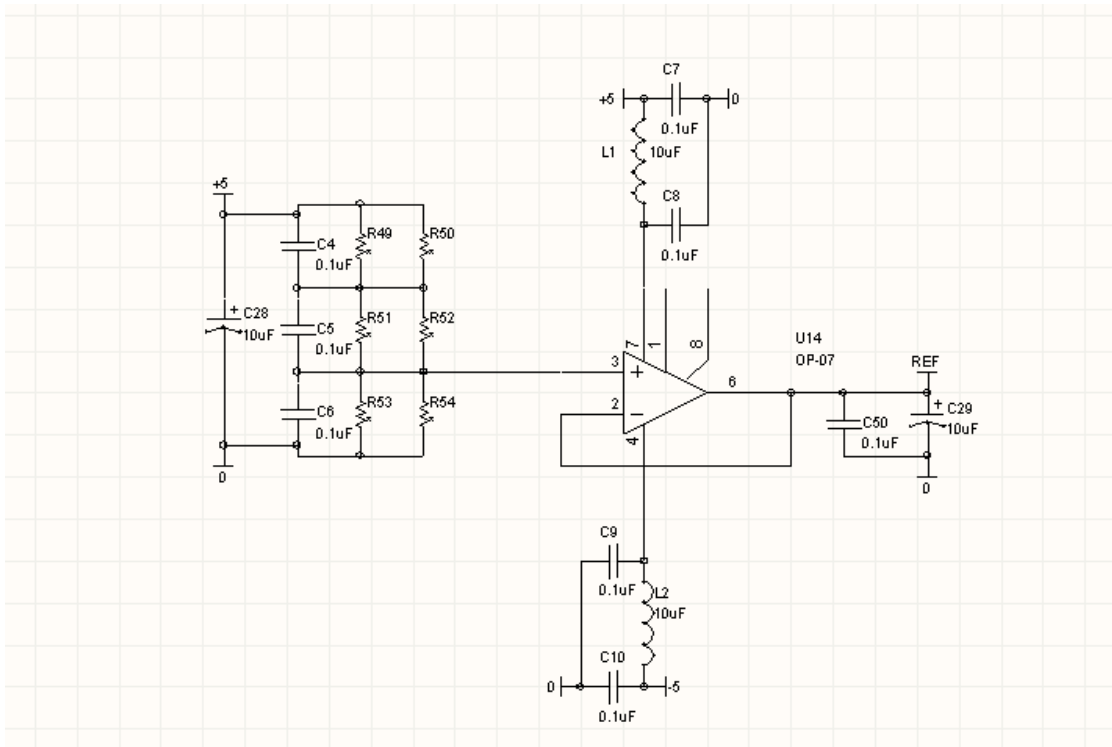 C7
+5
0
0.1uF
L1
10uF
C8
0.1uF
+5
C4
0.1uF
R49
R50
C28
10uF
+
C5
0.1uF
R51
R52
C6
0.1uF
R53
R54
0
7
1
8
3
+
2
−
4
6
U14
OP-07
REF
C50
0.1uF
+
C29
10uF
0
C9
0.1uF
L2
10uF
C10
0
-5
0.1uF